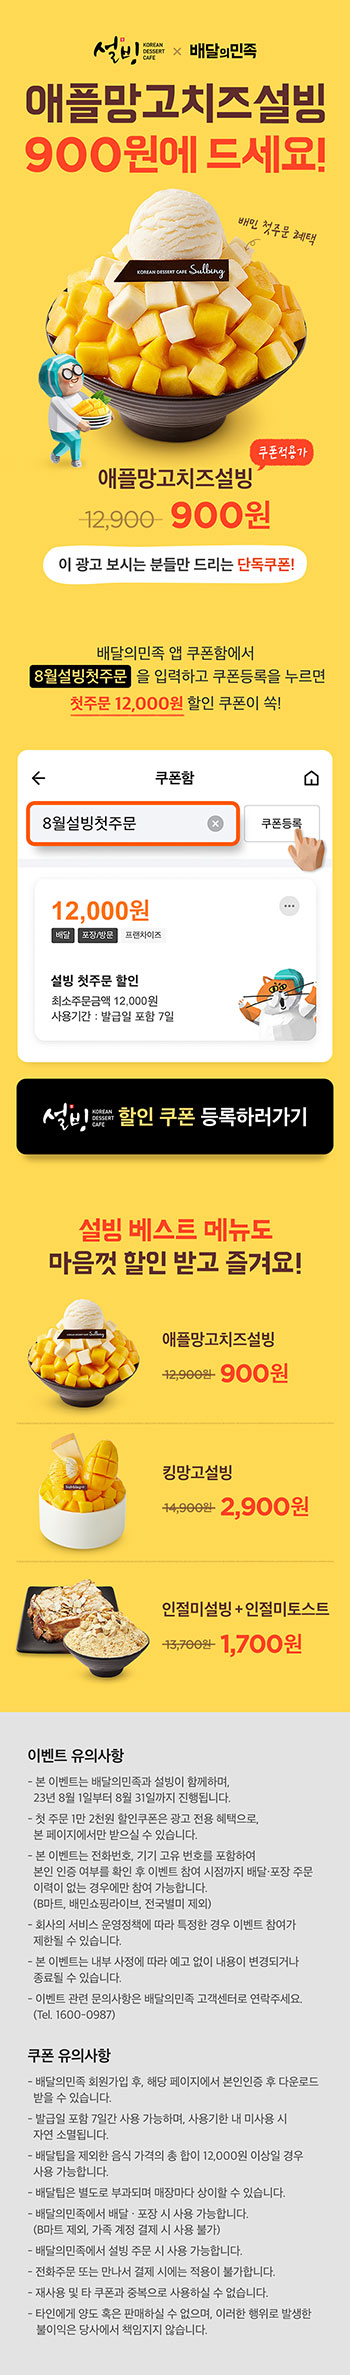 설빙 KOREAN DESSERT CAFE × 배달의민족
애플망고치즈설빙
900원에 드세요!
배민 첫주문 혜택
KOREAN DESSERT CAFE Sulbing
쿠폰적용가
애플망고치즈설빙
12,900 900원
이 광고 보시는 분들만 드리는 단독쿠폰!
배달의민족 앱 쿠폰함에서
8월설빙첫주문 을 입력하고 쿠폰등록을 누르면
첫주문 12,000원 할인 쿠폰이 쏙!
쿠폰함
8월설빙첫주문 쿠폰등록
12,000원
배달 포장/방문 프랜차이즈
설빙 첫주문 할인
최소주문금액 12,000원
사용기간 : 발급일 포함 7일
설빙 KOREAN DESSERT CAFE 할인 쿠폰 등록하러가기
설빙 베스트 메뉴도
마음껏 할인 받고 즐겨요!
애플망고치즈설빙
12,900원 900원
킹망고설빙
14,900원 2,900원
인절미설빙+인절미토스트
13,700원 1,700원
이벤트 유의사항
- 본 이벤트는 배달의민족과 설빙이 함께하며,
23년 8월 1일부터 8월 31일까지 진행됩니다.
- 첫 주문 1만 2천원 할인쿠폰은 광고 전용 혜택으로,
본 페이지에서만 받으실 수 있습니다.
- 본 이벤트는 전화번호, 기기 고유 번호를 포함하여
본인 인증 여부를 확인 후 이벤트 참여 시점까지 배달·포장 주문
이력이 없는 경우에만 참여 가능합니다.
(B마트, 배민쇼핑라이브, 전국별미 제외)
- 회사의 서비스 운영정책에 따라 특정한 경우 이벤트 참여가
제한될 수 있습니다.
- 본 이벤트는 내부 사정에 따라 예고 없이 내용이 변경되거나
종료될 수 있습니다.
- 이벤트 관련 문의사항은 배달의민족 고객센터로 연락주세요.
(Tel. 1600-0987)
쿠폰 유의사항
- 배달의민족 회원가입 후, 해당 페이지에서 본인인증 후 다운로드
받을 수 있습니다.
- 발급일 포함 7일간 사용 가능하며, 사용기한 내 미사용 시
자연 소멸됩니다.
- 배달팁을 제외한 음식 가격의 총 합이 12,000원 이상일 경우
사용 가능합니다.
- 배달팁은 별도로 부과되며 매장마다 상이할 수 있습니다.
- 배달의민족에서 배달 · 포장 시 사용 가능합니다.
(B마트 제외, 가족 계정 결제 시 사용 불가)
- 배달의민족에서 설빙 주문 시 사용 가능합니다.
- 전화주문 또는 만나서 결제 시에는 적용이 불가합니다.
- 재사용 및 타 쿠폰과 중복으로 사용하실 수 없습니다.
- 타인에게 양도 혹은 판매하실 수 없으며, 이러한 행위로 발생한
불이익은 당사에서 책임지지 않습니다.